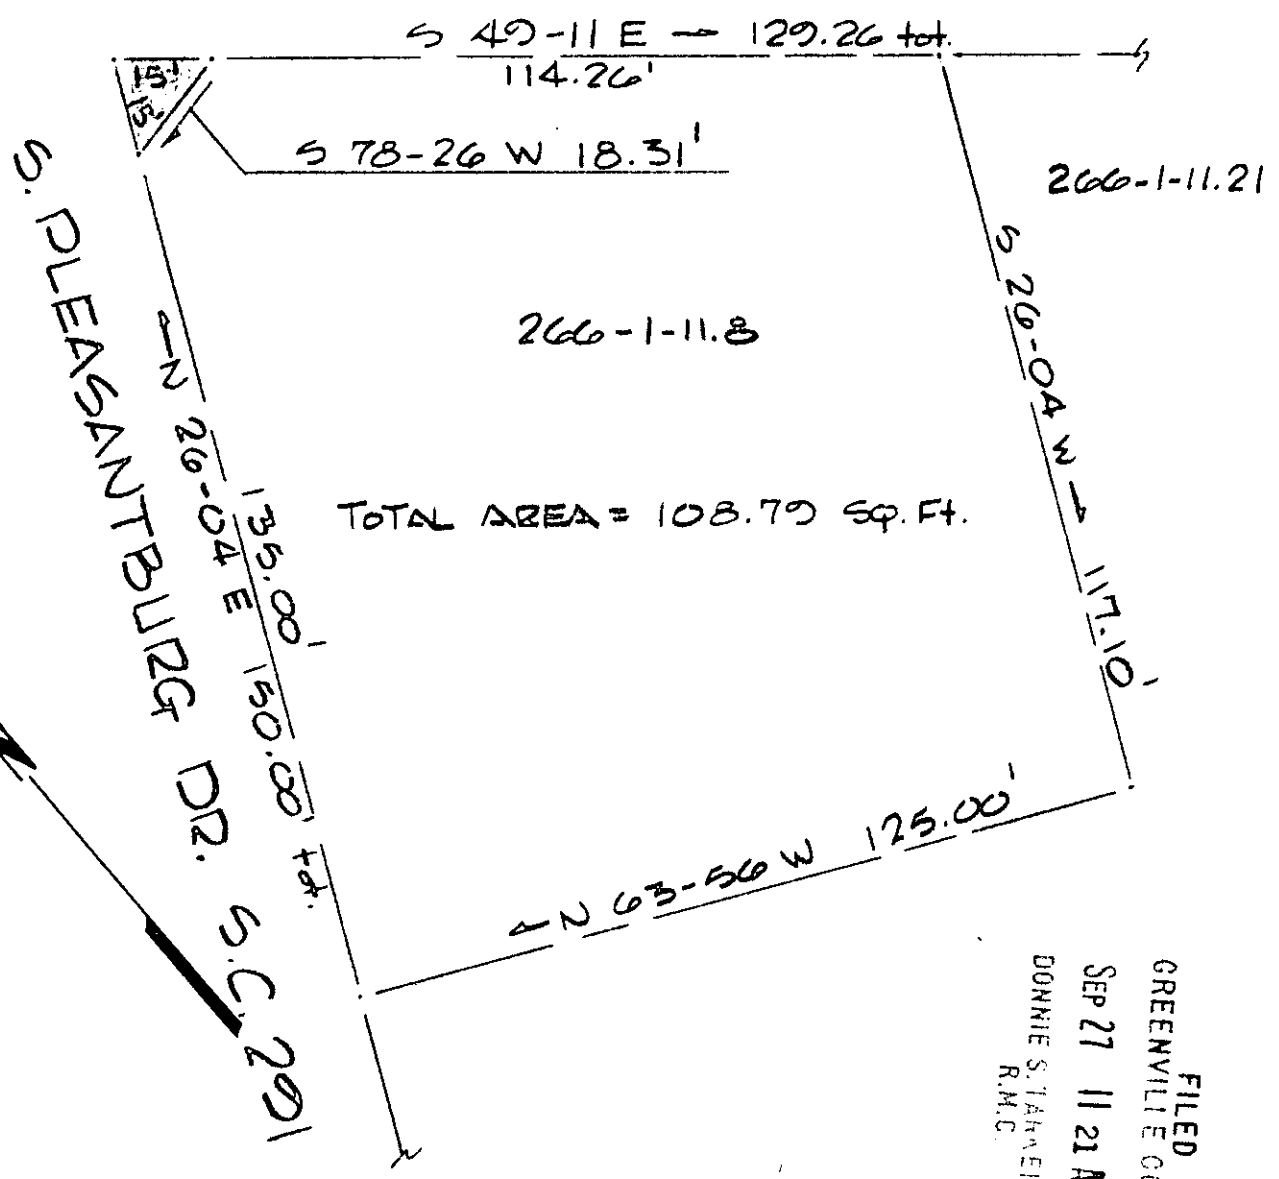 S 49-11 E 129.26 tot.
114.26'
15'
15'
S 78-26 W 18.31'
266-1-11.21
S 26-04 W
117.10'
266-1-11.8
TOTAL AREA = 108.79 SQ. Ft.
N 26-04 E 150.00' tot.
135.00'
S. PLEASANTBURG DR. S.C. 291
N 63-56 W 125.00'
N
FILED
GREENVILLE
SEP 27 11 21 A
DONNIE S.
R.M.C.